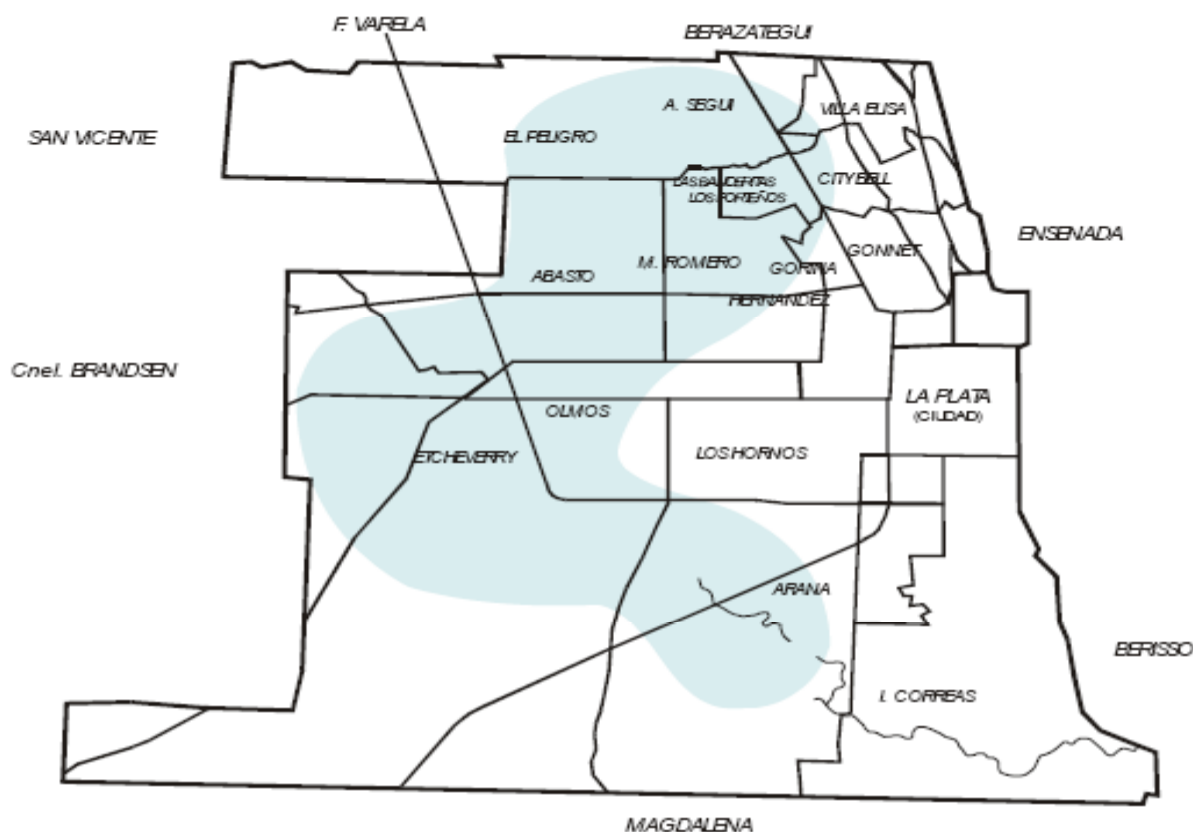 F. VARELA
BERAZATEGUI
A. SEGUI
VILLA ELISA
SAN VICENTE
EL PELIGRO
LAS BANDERITAS
CITY BELL
LOS PORTEÑOS
ENSENADA
GONNET
M. ROMERO
GORINA
ABASTO
HERNANDEZ
Cnel. BRANDSEN
LA PLATA
(CIUDAD)
OLMOS
ETCHEVERRY
LOS HORNOS
ARANA
BERISSO
I. CORREAS
MAGDALENA